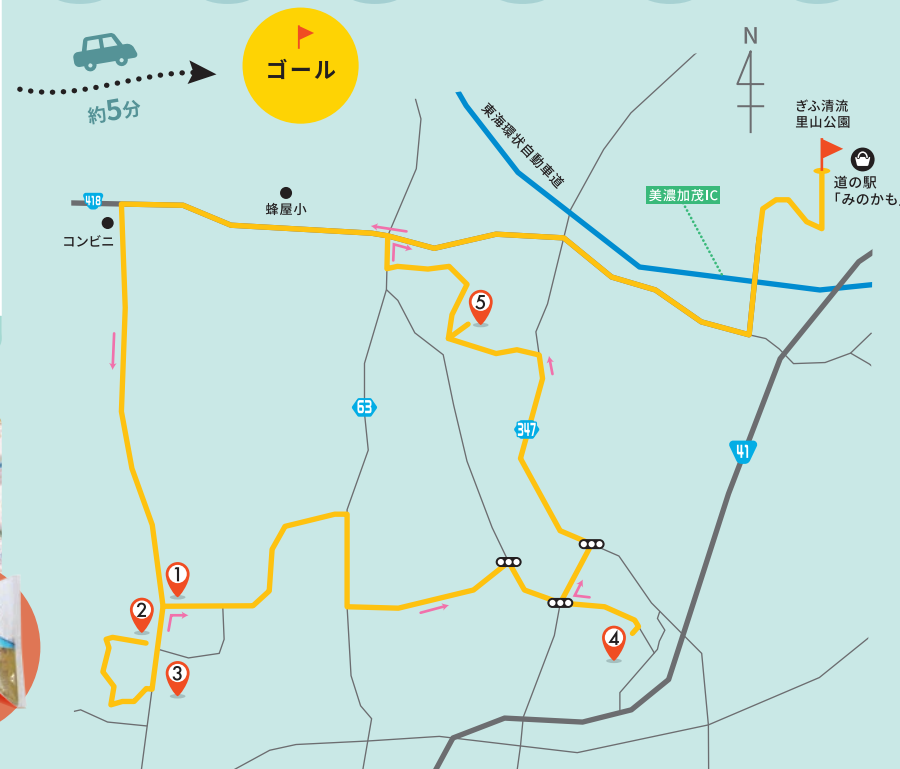 ゴール
約5分
N
ぎふ清流
里山公園
道の駅
「みのかも
東海環状自動車道
美濃加茂IC
418
コンビニ
蜂屋小
5
63
347
41
1
2
3
4